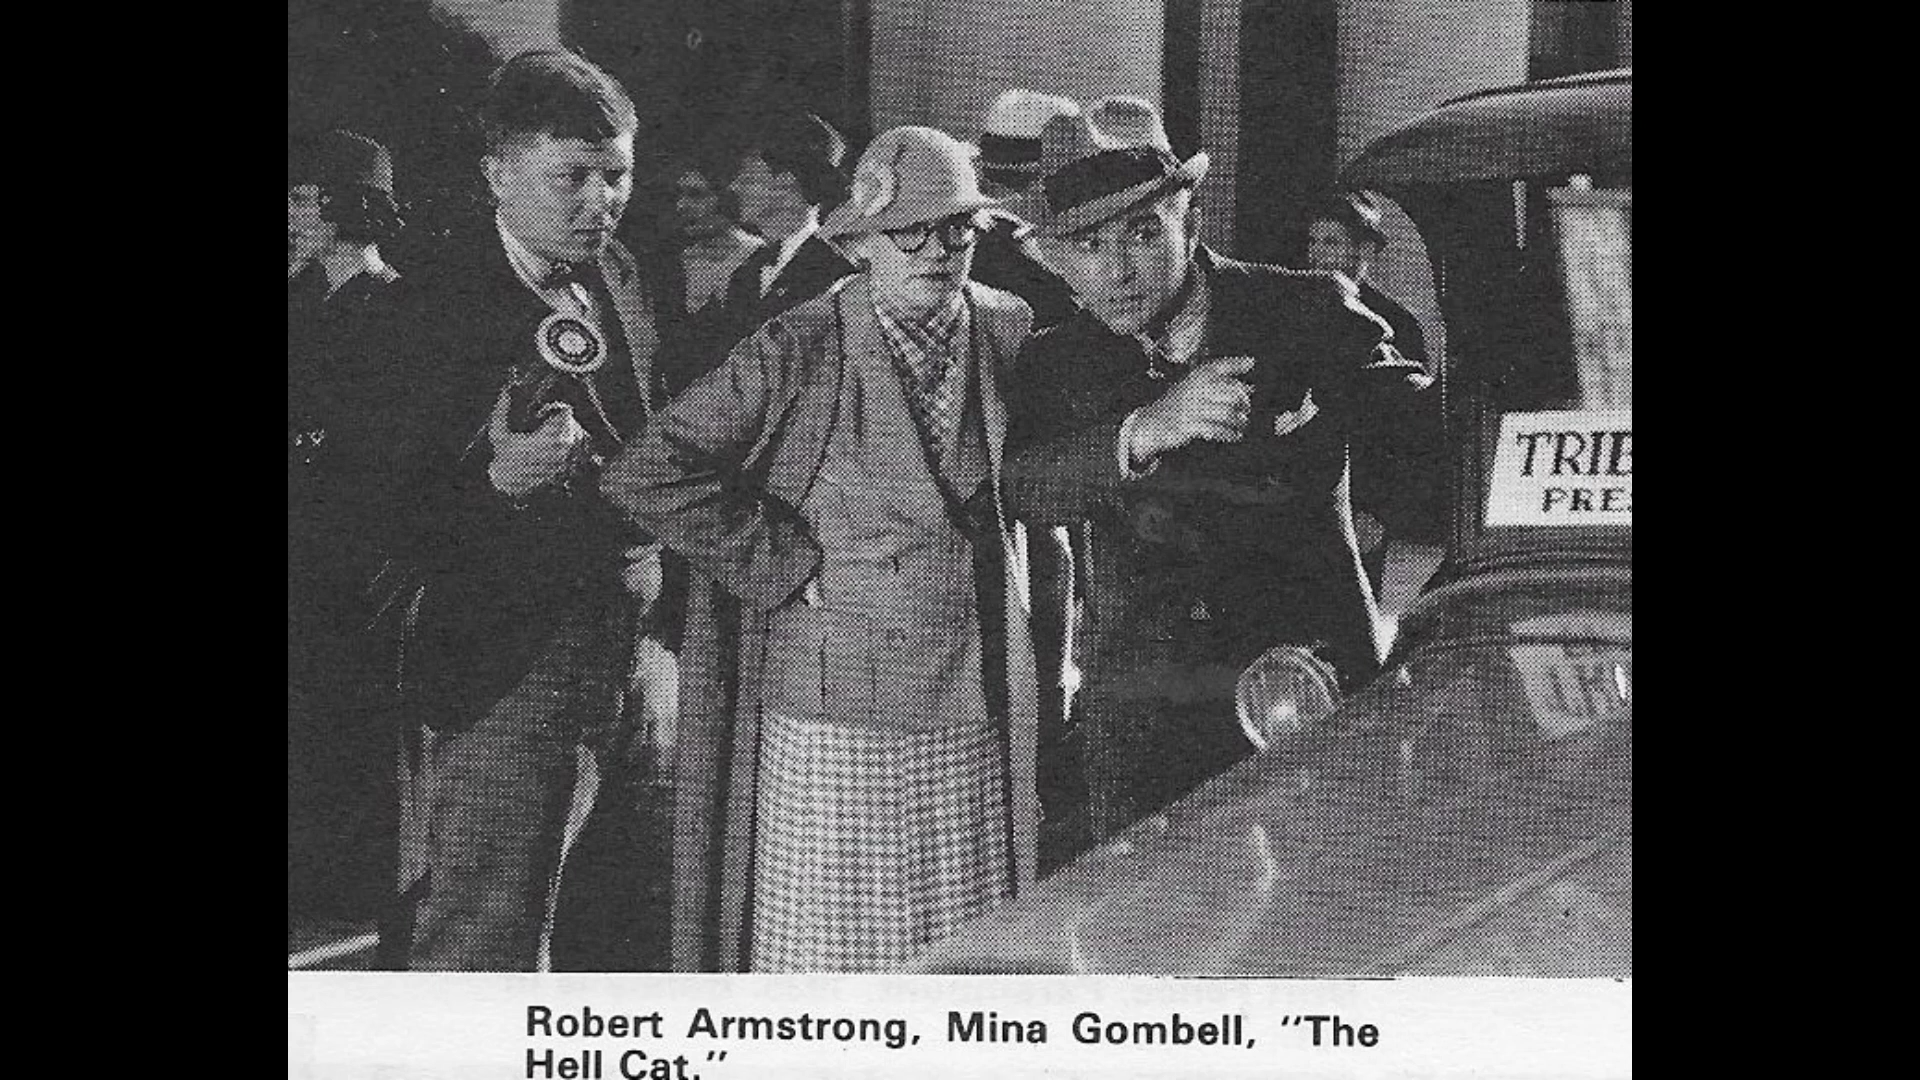 TRIB
PRES
Robert Armstrong, Mina Gombell, “The
Hell Cat.”